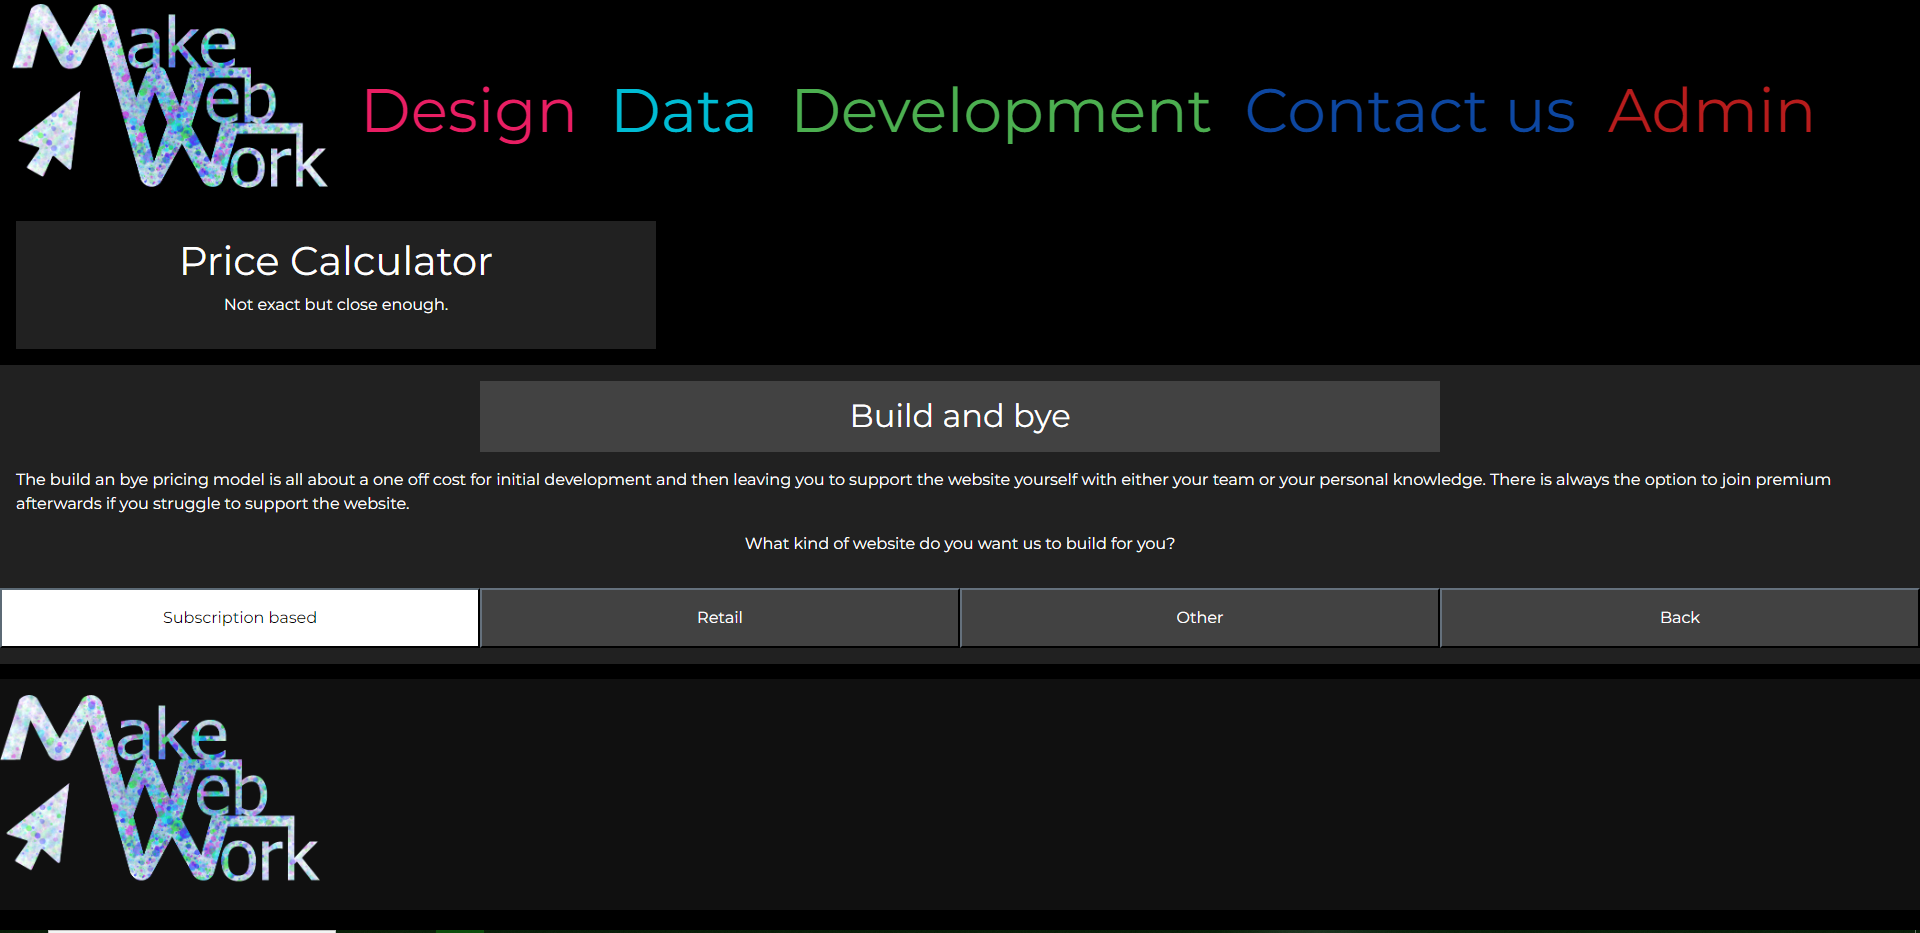 Make
Web
Work
Design Data Development Contact us Admin
Price Calculator
Not exact but close enough.
Build and bye
The build an bye pricing model is all about a one off cost for initial development and then leaving you to support the website yourself with either your team or your personal knowledge. There is always the option to join premium
afterwards if you struggle to support the website.
What kind of website do you want us to build for you?
Subscription based Retail Other Back
Make
Web
Work